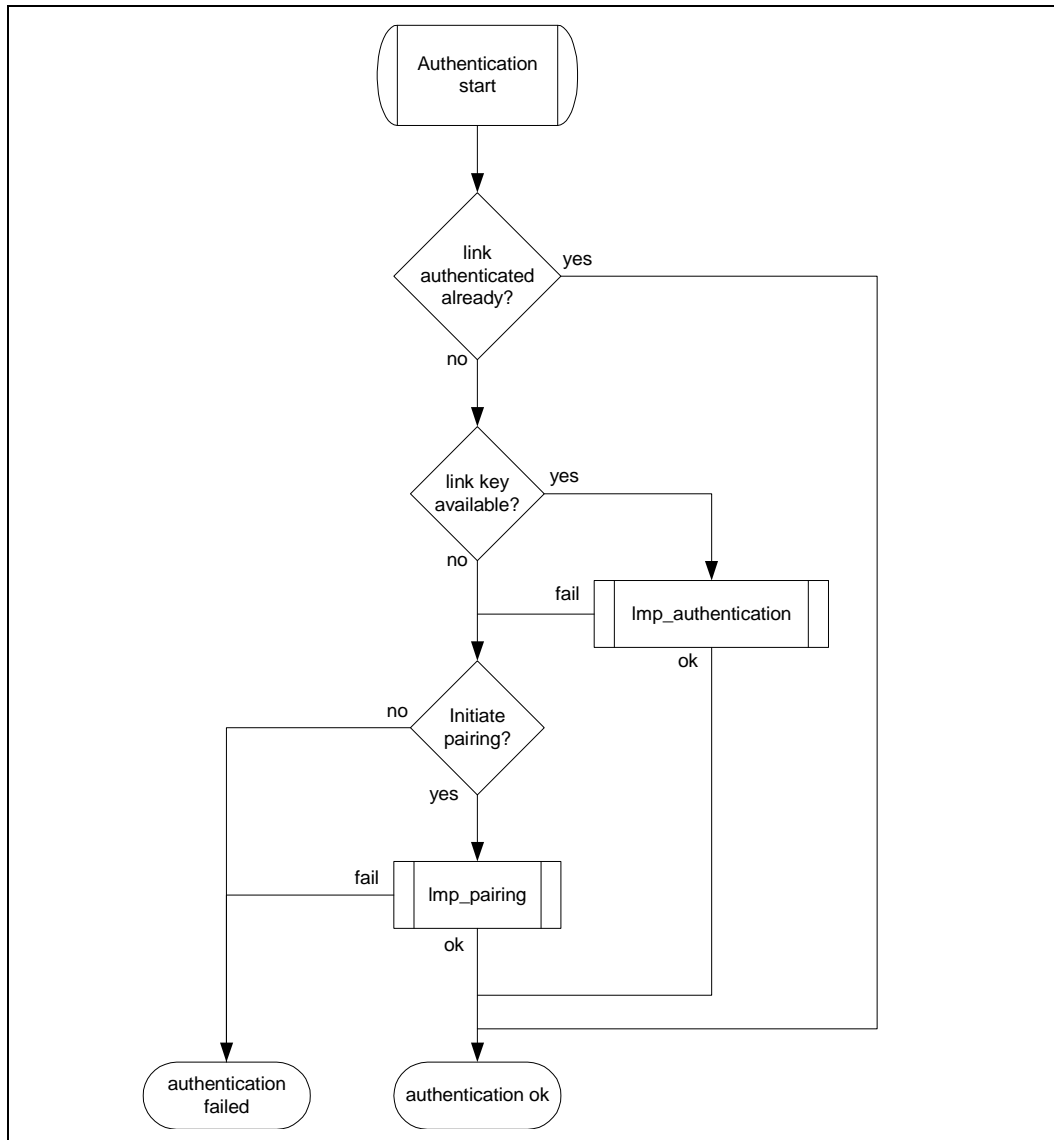 Authentication
start
link
authenticated
already?
yes
no
link key
available?
yes
no
fail
lmp_authentication
ok
no
Initiate
pairing?
yes
fail
lmp_pairing
ok
authentication
failed
authentication ok